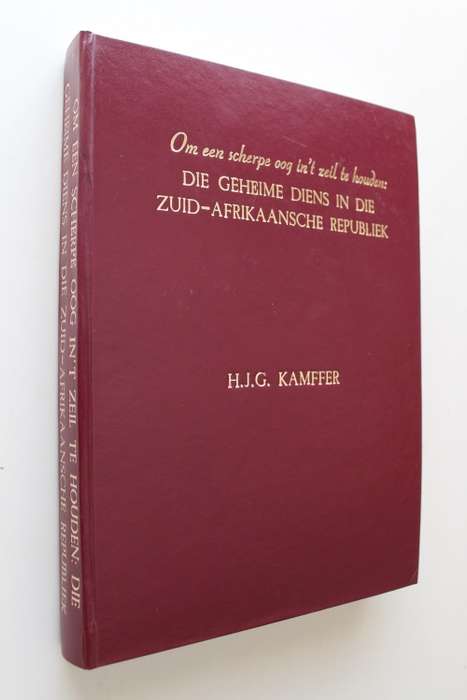 Om een scherpe oog in't zeil te houden:
DIE GEHEIME DIENS IN DIE
ZUID-AFRIKAANSCHE REPUBLIEK
H.J.G. KAMFFER
OM EEN SCHERPE OOG IN'T ZEIL TE HOUDEN: DIE
GEHEIME DIENS IN DIE ZUID-AFRIKAANSCHE REPUBLIEK